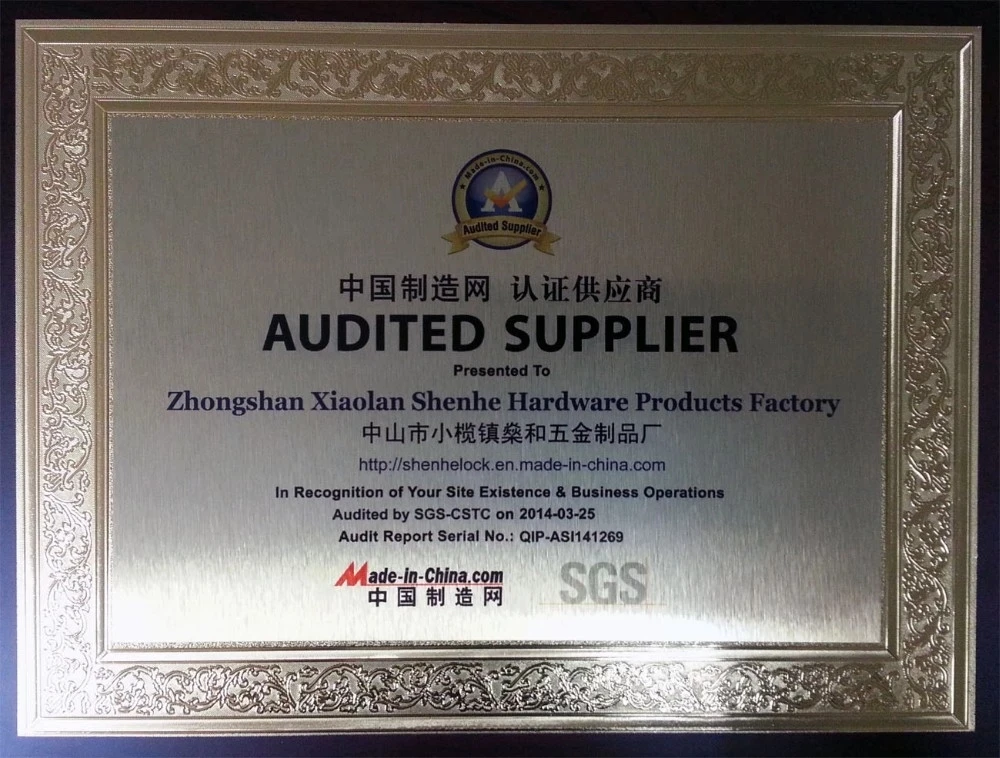 Made-in-China.com
A
Audited Supplier
中国制造网 认证供应商
AUDITED SUPPLIER
Presented To
Zhongshan Xiaolan Shenhe Hardware Products Factory
中山市小榄镇燊和五金制品厂
http://shenhelock.en.made-in-china.com
In Recognition of Your Site Existence & Business Operations
Audited by SGS-CSTC on 2014-03-25
Audit Report Serial No.: QIP-ASI141269
Made-in-China.com
中国制造网
SGS